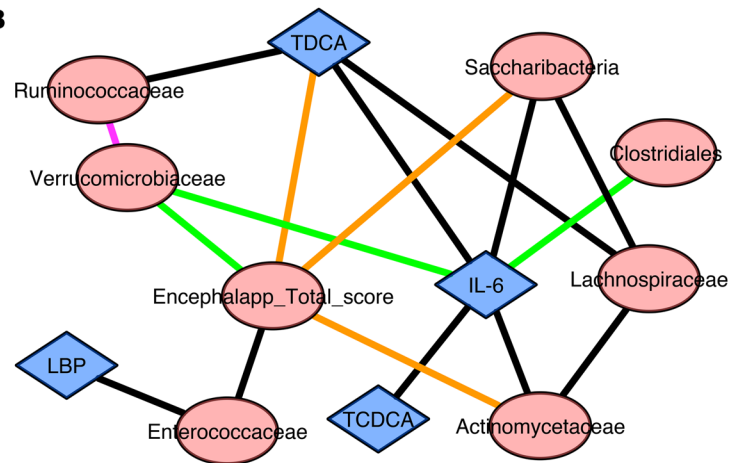 B
TDCA
Saccharibacteria
Ruminococcaceae
Clostridiales
Verrucomicrobiaceae
Lachnospiraceae
IL-6
Encephalapp_Total_score
LBP
TCDCA
Actinomycetaceae
Enterococcaceae